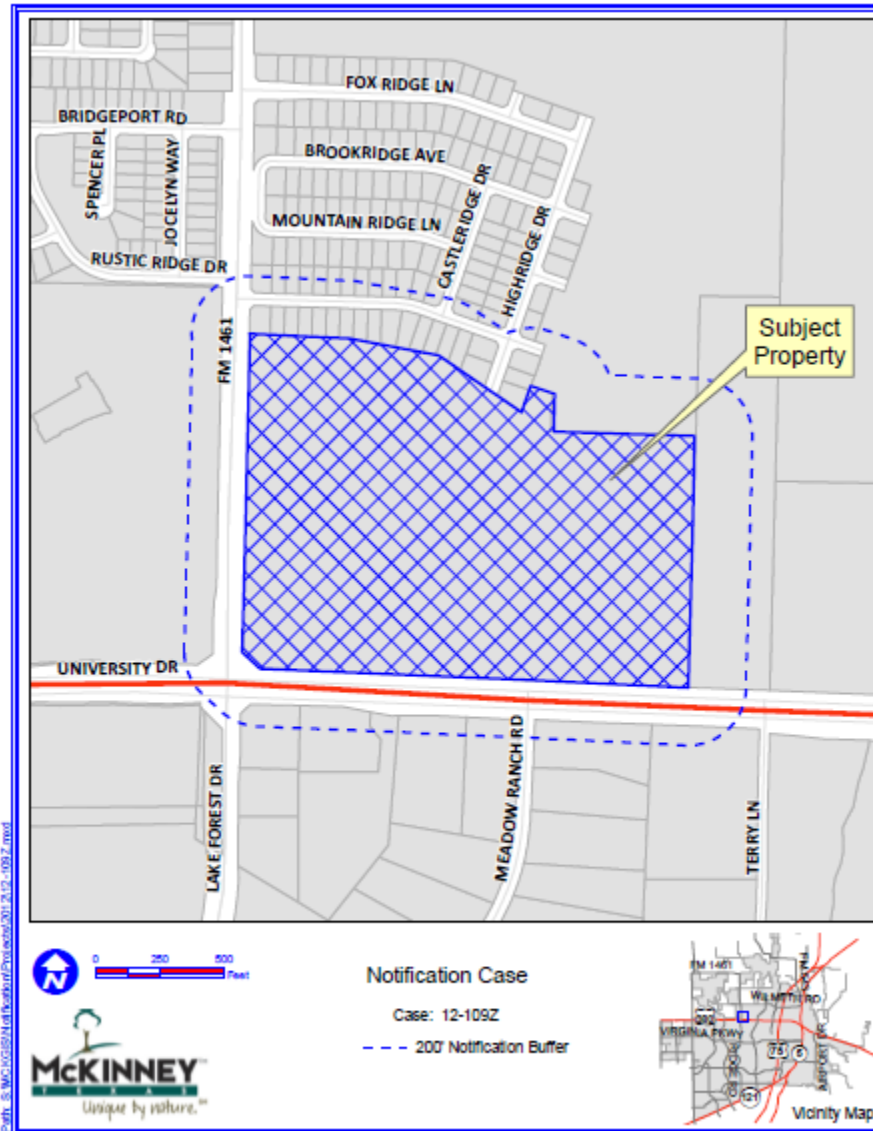 FOX RIDGE LN
BRIDGEPORT RD
SPENCER PL
JOCELYN WAY
BROOKRIDGE AVE
MOUNTAIN RIDGE LN
CASTLERIDGE DR
HIGHRIDGE DR
RUSTIC RIDGE DR
FM 1461
Subject
Property
UNIVERSITY DR
LAKE FOREST DR
MEADOW RANCH RD
TERRY LN
N
0 250 500
Feet
Notification Case
Case: 12-109Z
200' Notification Buffer
McKINNEY
TEXAS
Unique by nature.
FM 1461
WILMETH RD
VIRGINIA PKWY
AIRPORT DR
75
5
121
Vicinity Map